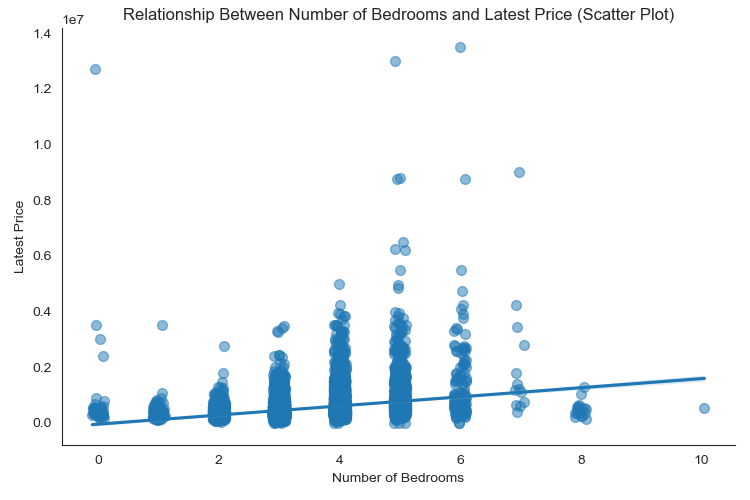 Relationship Between Number of Bedrooms and Latest Price (Scatter Plot)
1e7
1.4
1.2
1.0
0.8
0.6
0.4
0.2
0.0
Latest Price
0 2 4 6 8 10
Number of Bedrooms